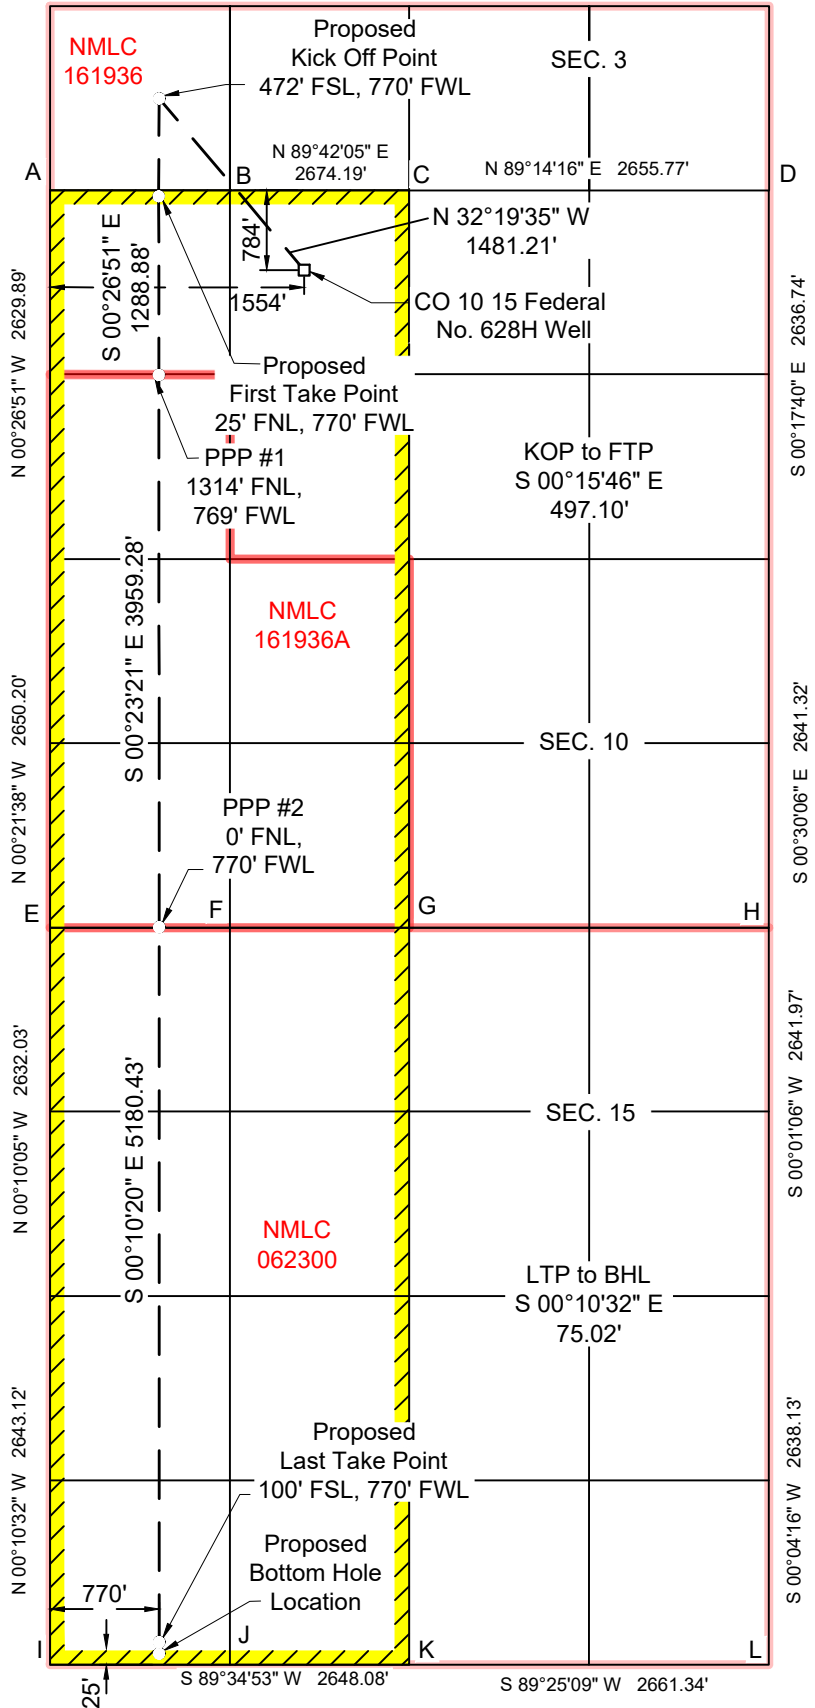 NMLC
161936
Proposed
Kick Off Point
472' FSL, 770' FWL
SEC. 3
A
B
N 89°42'05" E
2674.19'
C
N 89°14'16" E 2655.77'
D
784'
N 32°19'35" W
1481.21'
S 00°26'51" E
1288.88'
1554'
CO 10 15 Federal
No. 628H Well
N 00°26'51" W 2629.89'
S 00°17'40" E 2636.74'
Proposed
First Take Point
25' FNL, 770' FWL
PPP #1
1314' FNL,
769' FWL
KOP to FTP
S 00°15'46" E
497.10'
S 00°23'21" E 3959.28'
NMLC
161936A
N 00°21'38" W 2650.20'
SEC. 10
S 00°30'06" E 2641.32'
PPP #2
0' FNL,
770' FWL
E
F
G
H
N 00°10'05" W 2632.03'
S 00°10'20" E 5180.43'
SEC. 15
S 00°01'06" W 2641.97'
NMLC
062300
LTP to BHL
S 00°10'32" E
75.02'
N 00°10'32" W 2643.12'
S 00°04'16" W 2638.13'
Proposed
Last Take Point
100' FSL, 770' FWL
Proposed
Bottom Hole
Location
770'
I
J
K
L
25'
S 89°34'53" W 2648.08'
S 89°25'09" W 2661.34'